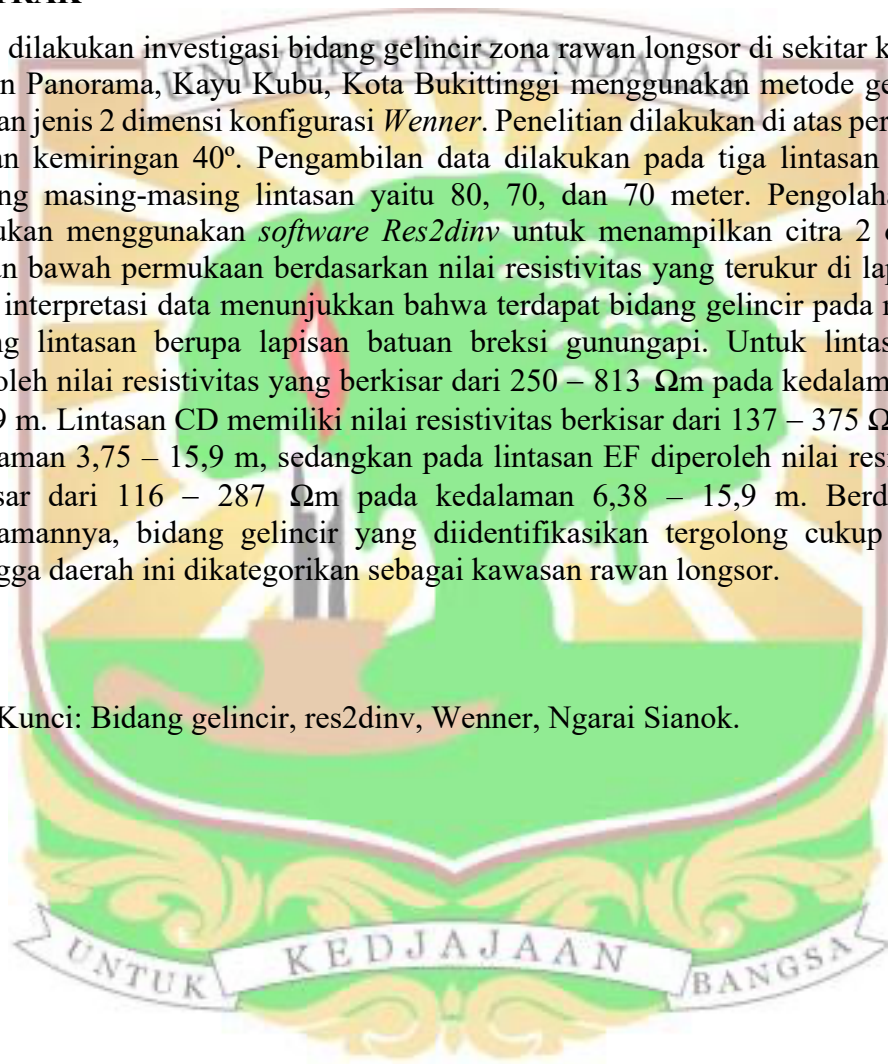 TRAK
dilakukan investigasi bidang gelincir zona rawan longsor di sekitar k
n Panorama, Kayu Kubu, Kota Bukittinggi menggunakan metode ge
an jenis 2 dimensi konfigurasi Wenner. Penelitian dilakukan di atas per
an kemiringan 40º. Pengambilan data dilakukan pada tiga lintasan
ng masing-masing lintasan yaitu 80, 70, dan 70 meter. Pengolaha
ukan menggunakan software Res2dinv untuk menampilkan citra 2 d
an bawah permukaan berdasarkan nilai resistivitas yang terukur di lap
interpretasi data menunjukkan bahwa terdapat bidang gelincir pada m
ng lintasan berupa lapisan batuan breksi gunungapi. Untuk lintas
oleh nilai resistivitas yang berkisar dari 250 – 813 Ωm pada kedalam
9 m. Lintasan CD memiliki nilai resistivitas berkisar dari 137 – 375 Ω
aman 3,75 – 15,9 m, sedangkan pada lintasan EF diperoleh nilai resi
sar dari 116 – 287 Ωm pada kedalaman 6,38 – 15,9 m. Berd
amannya, bidang gelincir yang diidentifikasikan tergolong cukup
gga daerah ini dikategorikan sebagai kawasan rawan longsor.
Kunci: Bidang gelincir, res2dinv, Wenner, Ngarai Sianok.
UNIVERSITAS ANDALAS
UNTUK KEDJAJAAN BANGSA